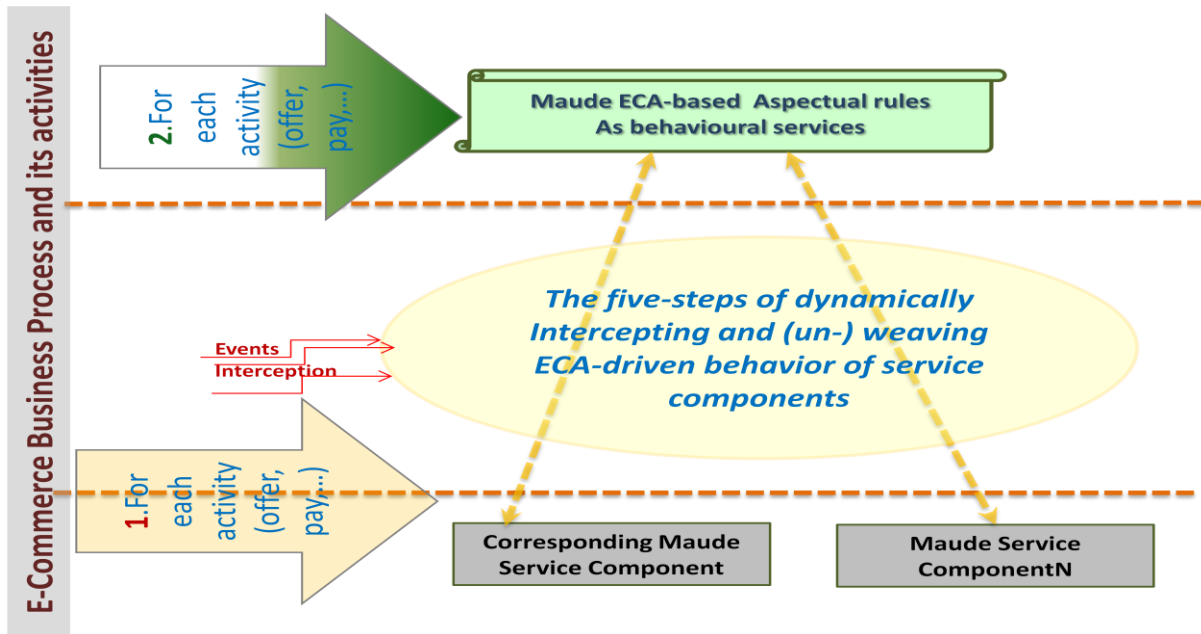 E-Commerce Business Process and its activities
2.For
each
activity
(offer,
pay,...)
Maude ECA-based Aspectual rules
As behavioural services
The five-steps of dynamically
Intercepting and (un-) weaving
ECA-driven behavior of service
components
Events
Interception
1.For
each
activity
(offer,
pay,...)
Corresponding Maude
Service Component
Maude Service
ComponentN